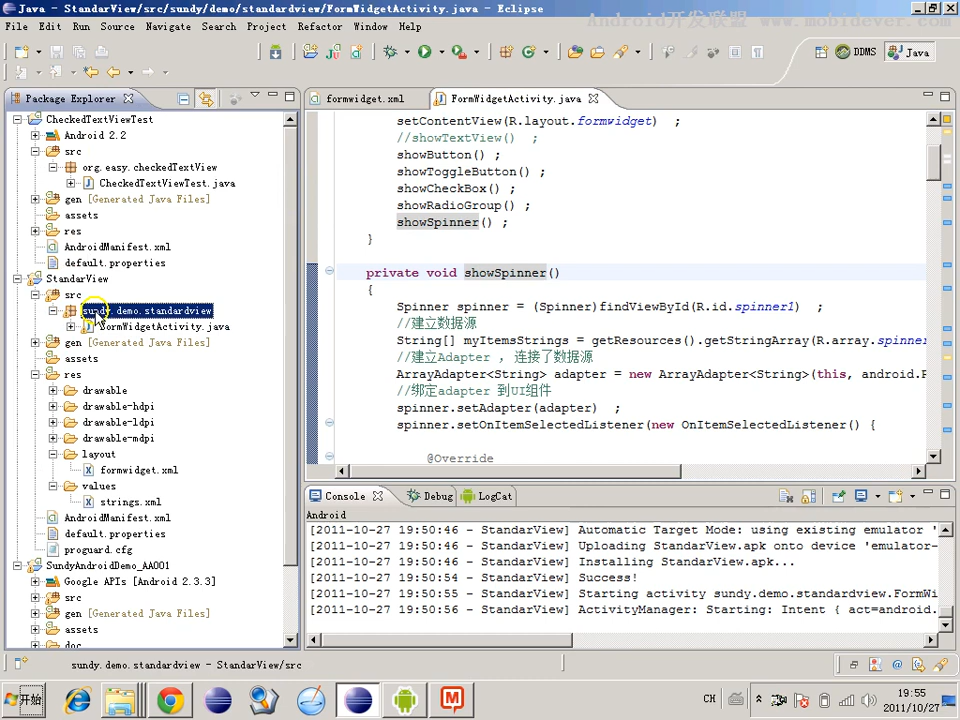 Java - StandarView/src/sundy/demo/standardview/FormWidgetActivity.java - Eclipse
Android开发联盟 www.mobidever.com
File Edit Run Source Navigate Search Project Refactor Window Help
DDMS Java
Package Explorer
formwidget.xml FormWidgetActivity.java
CheckedTextViewTest
Android 2.2
src
org.easy.checkedTextView
CheckedTextViewTest.java
gen [Generated Java Files]
assets
res
AndroidManifest.xml
default.properties
StandarView
src
sundy.demo.standardview
FormWidgetActivity.java
gen [Generated Java Files]
assets
res
drawable
drawable-hdpi
drawable-ldpi
drawable-mdpi
layout
formwidget.xml
values
strings.xml
AndroidManifest.xml
default.properties
proguard.cfg
SundyAndroidDemo_AA001
Google APIs [Android 2.3.3]
src
gen [Generated Java Files]
assets
doc
setContentView(R.layout.formwidget) ;
//showTextView() ;
showButton() ;
showToggleButton() ;
showCheckBox() ;
showRadioGroup() ;
showSpinner() ;
}
private void showSpinner()
{
Spinner spinner = (Spinner)findViewById(R.id.spinner1) ;
//建立数据源
String[] myItemsStrings = getResources().getStringArray(R.array.spinner
//建立Adapter ， 连接了数据源
ArrayAdapter<String> adapter = new ArrayAdapter<String>(this, android.R
//绑定adapter 到UI组件
spinner.setAdapter(adapter) ;
spinner.setOnItemSelectedListener(new OnItemSelectedListener() {
@Override
Console Debug LogCat
Android
[2011-10-27 19:50:46 - StandarView] Automatic Target Mode: using existing emulator '
[2011-10-27 19:50:46 - StandarView] Uploading StandarView.apk onto device 'emulator-
[2011-10-27 19:50:46 - StandarView] Installing StandarView.apk...
[2011-10-27 19:50:54 - StandarView] Success!
[2011-10-27 19:50:55 - StandarView] Starting activity sundy.demo.standardview.FormWi
[2011-10-27 19:50:56 - StandarView] ActivityManager: Starting: Intent { act=android.
sundy.demo.standardview - StandarView/src
开始
CH
19:55
2011/10/27